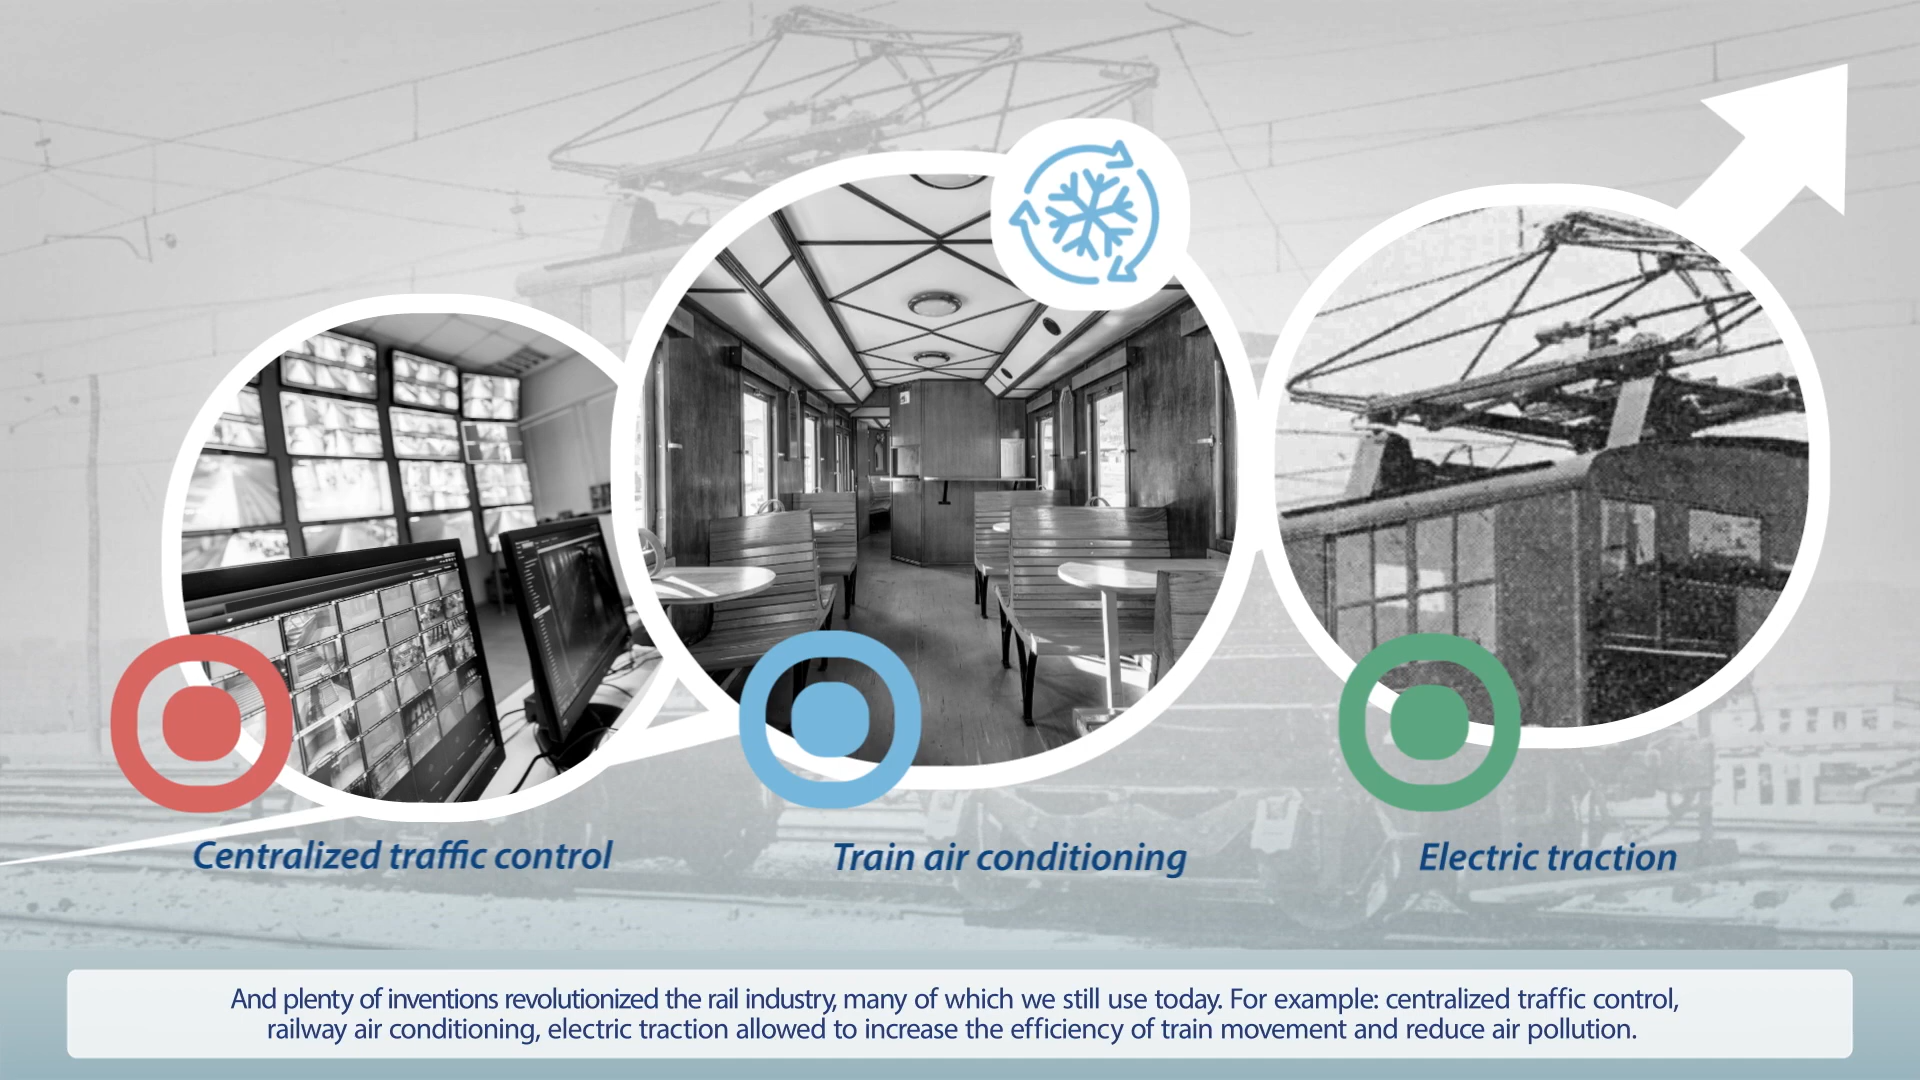 Centralized traffic control
Train air conditioning
Electric traction
And plenty of inventions revolutionized the rail industry, many of which we still use today. For example: centralized traffic control,
railway air conditioning, electric traction allowed to increase the efficiency of train movement and reduce air pollution.